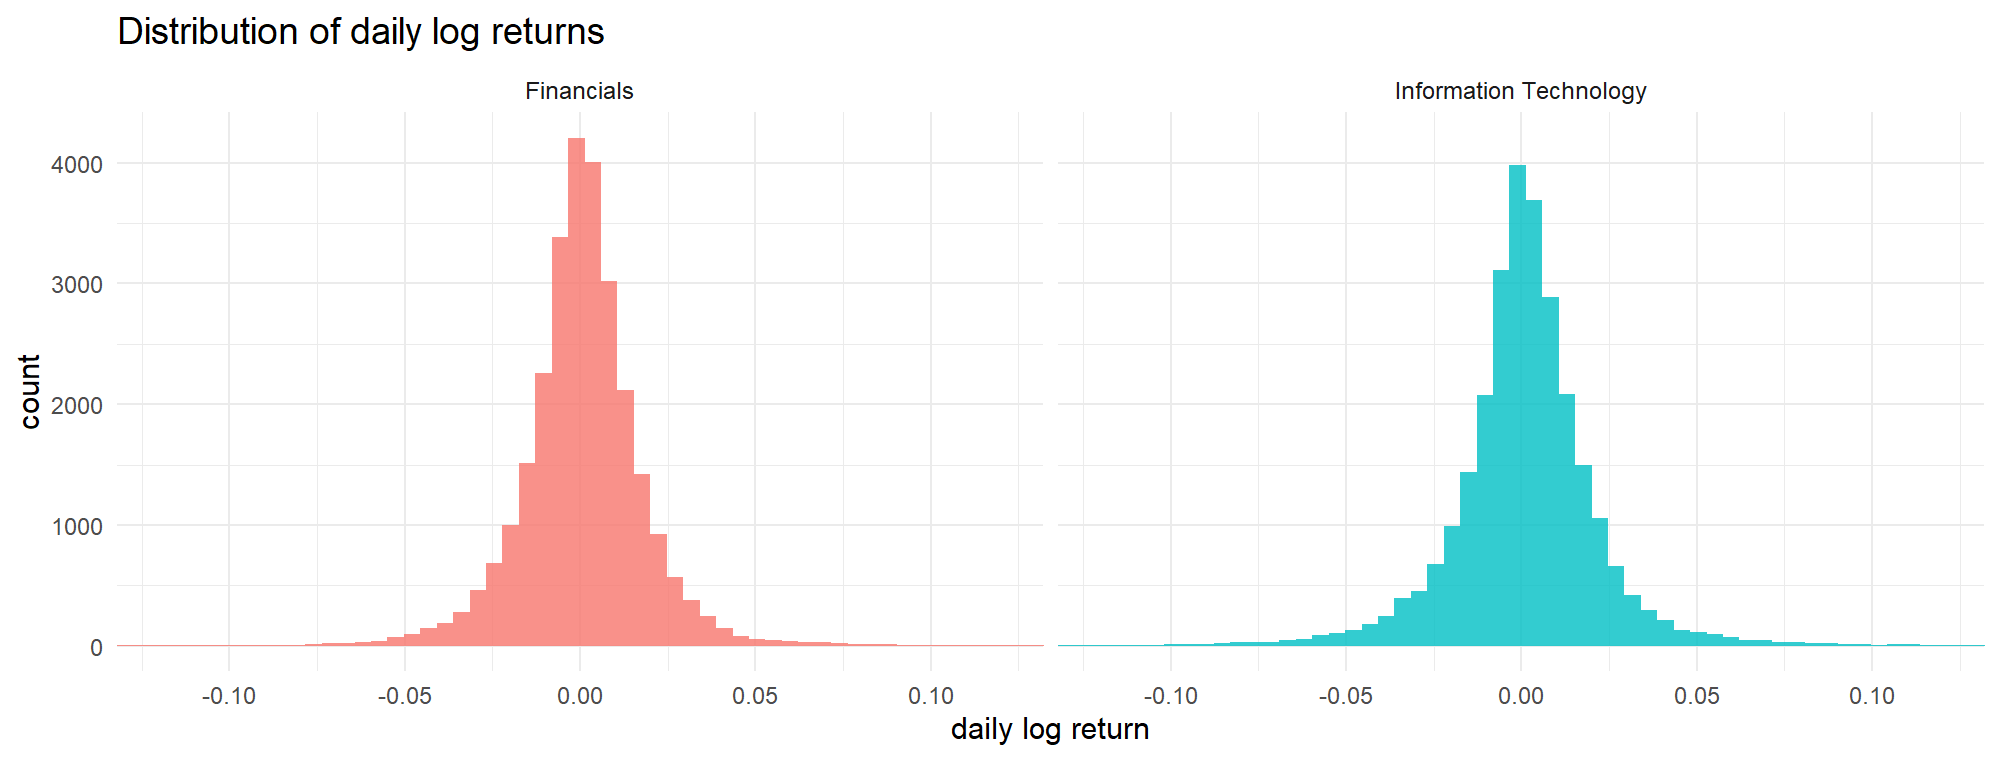 Distribution of daily log returns
Financials
Information Technology
4000
3000
2000
1000
0
count
-0.10 -0.05 0.00 0.05 0.10
-0.10 -0.05 0.00 0.05 0.10
daily log return